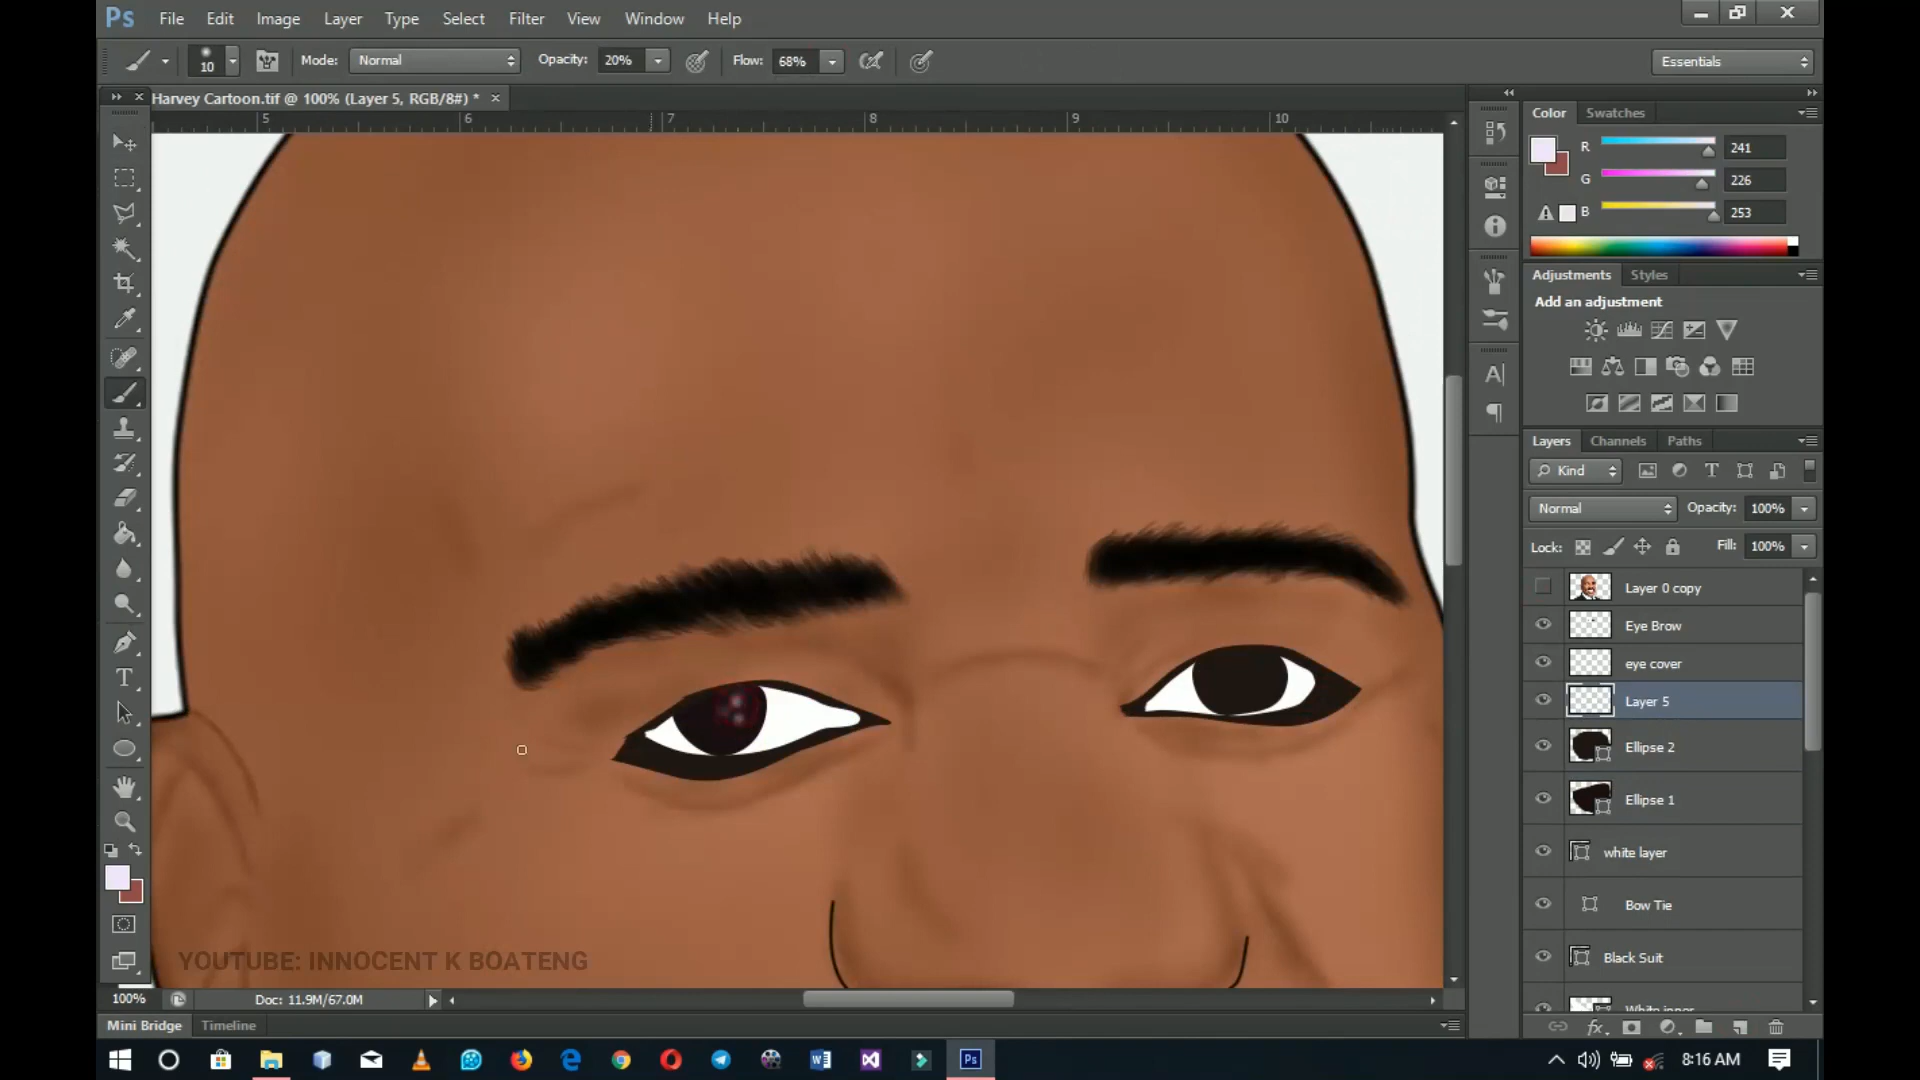 Ps File Edit Image Layer Type Select Filter View Window Help
10 Mode: Normal Opacity: 20% Flow: 68% Essentials
Harvey Cartoon.tif @ 100% (Layer 5, RGB/8#) * ×
5 6 7 8 9 10
Color Swatches
R 241
G 226
B 253
Adjustments Styles
Add an adjustment
Layers Channels Paths
Kind
Normal Opacity: 100%
Lock: Fill: 100%
Layer 0 copy
Eye Brow
eye cover
Layer 5
Ellipse 2
Ellipse 1
white layer
Bow Tie
Black Suit
White inner
YOUTUBE: INNOCENT K BOATENG
100% Doc: 11.9M/67.0M
Mini Bridge Timeline
8:16 AM